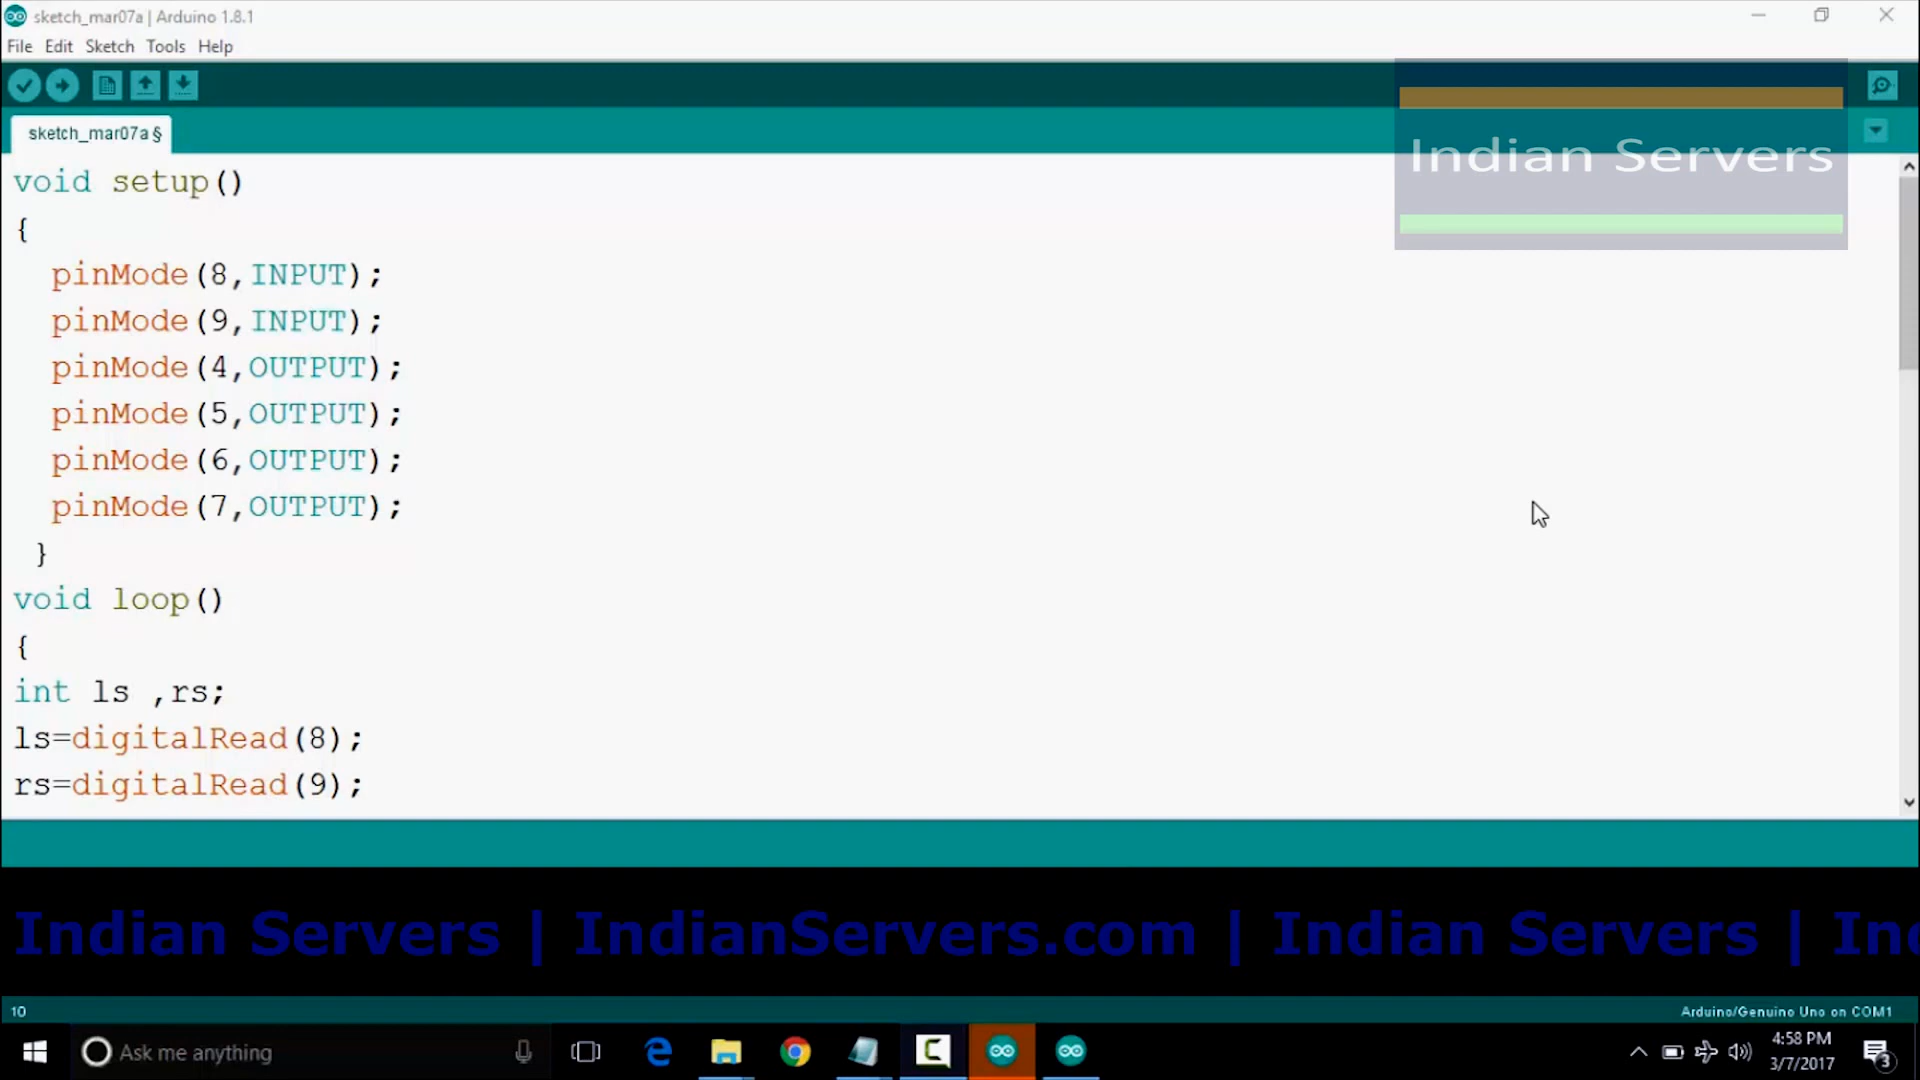 sketch_mar07a | Arduino 1.8.1
File Edit Sketch Tools Help
sketch_mar07a §
Indian Servers
void setup()
{
pinMode(8,INPUT);
pinMode(9,INPUT);
pinMode(4,OUTPUT);
pinMode(5,OUTPUT);
pinMode(6,OUTPUT);
pinMode(7,OUTPUT);
}
void loop()
{
int ls ,rs;
ls=digitalRead(8);
rs=digitalRead(9);
Indian Servers | IndianServers.com | Indian Servers | Ind
10
Arduino/Genuino Uno on COM1
Ask me anything
4:58 PM
3/7/2017
3